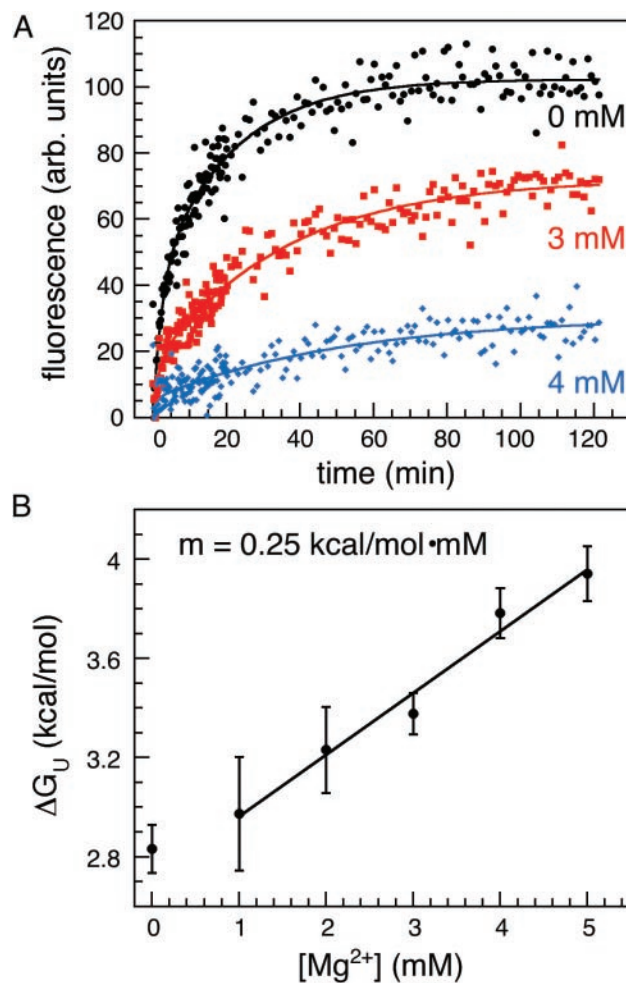 A
fluorescence (arb. units)
120
100
80
60
40
20
0
0 mM
3 mM
4 mM
0 20 40 60 80 100 120
time (min)
B
m = 0.25 kcal/mol•mM
ΔG_U (kcal/mol)
4
3.6
3.2
2.8
0 1 2 3 4 5
[Mg²⁺] (mM)